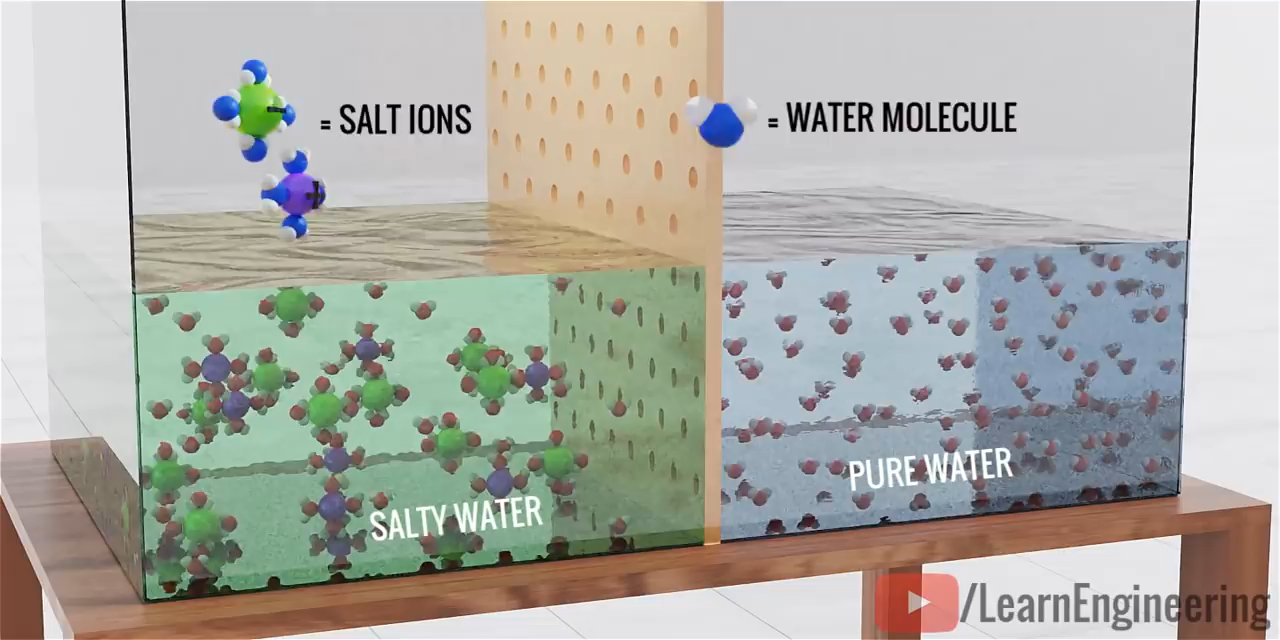 = SALT IONS
= WATER MOLECULE
-
+
SALTY WATER
PURE WATER
/LearnEngineering